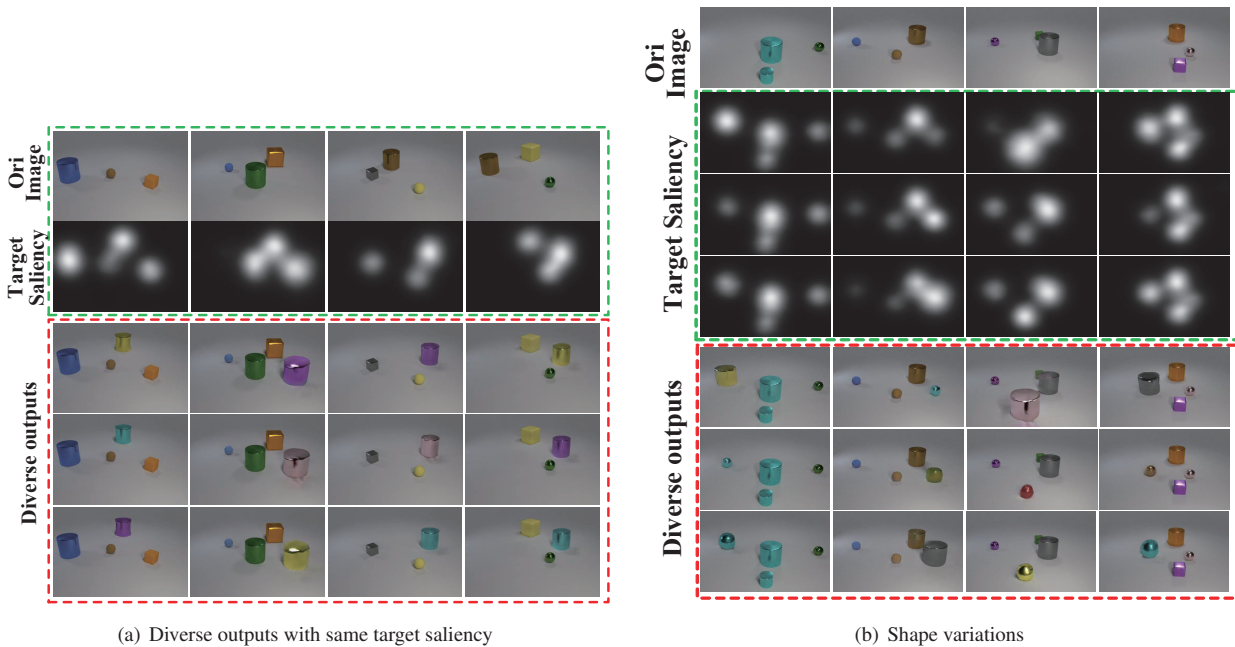 Ori
Image
Target
Saliency
Diverse outputs
(a) Diverse outputs with same target saliency
Ori
Image
Target Saliency
Diverse outputs
(b) Shape variations